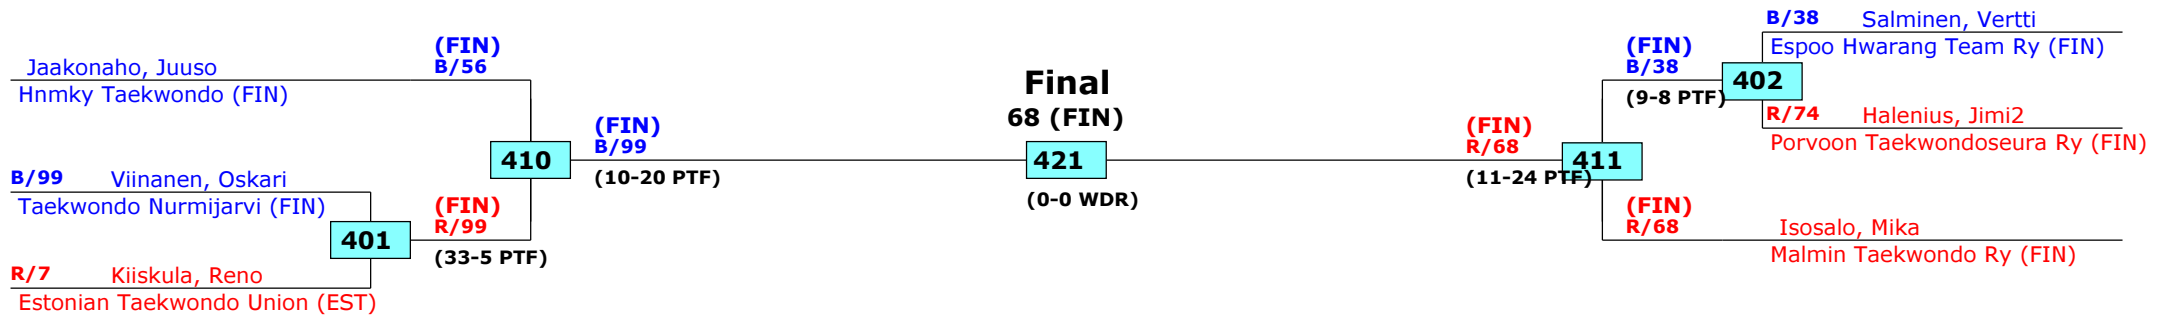 Jaakonaho, Juuso
Hnmky Taekwondo (FIN)
(FIN)
B/56
B/99 Viinanen, Oskari
Taekwondo Nurmijarvi (FIN)
401
R/7 Kiiskula, Reno
Estonian Taekwondo Union (EST)
(FIN)
R/99
(33-5 PTF)
410
(FIN)
B/99
(10-20 PTF)
Final
68 (FIN)
421
(0-0 WDR)
(FIN)
R/68
(11-24 PTF)
411
(FIN)
B/38
(9-8 PTF)
402
B/38 Salminen, Vertti
Espoo Hwarang Team Ry (FIN)
R/74 Halenius, Jimi2
Porvoon Taekwondoseura Ry (FIN)
(FIN)
R/68
Isosalo, Mika
Malmin Taekwondo Ry (FIN)